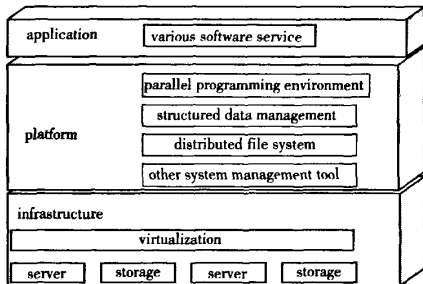 application various software service
parallel programming environment
structured data management
platform
distributed file system
other system management tool
infrastructure
virtualization
server storage server storage